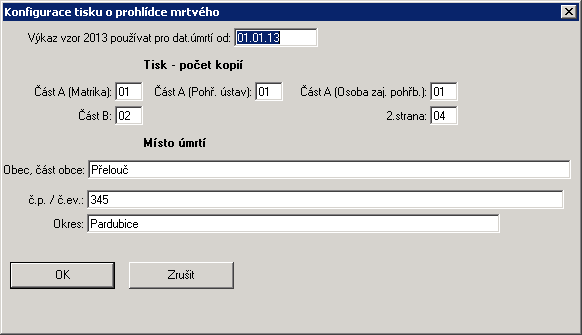 Konfigurace tisku o prohlídce mrtvého
Výkaz vzor 2013 používat pro dat.úmrtí od: 01.01.13
Tisk - počet kopií
Část A (Matrika): 01 Část A (Pohř. ústav): 01 Část A (Osoba zaj. pohřb.): 01
Část B: 02 2.strana: 04
Místo úmrtí
Obec, část obce: Přelouč
č.p. / č.ev.: 345
Okres: Pardubice
OK Zrušit